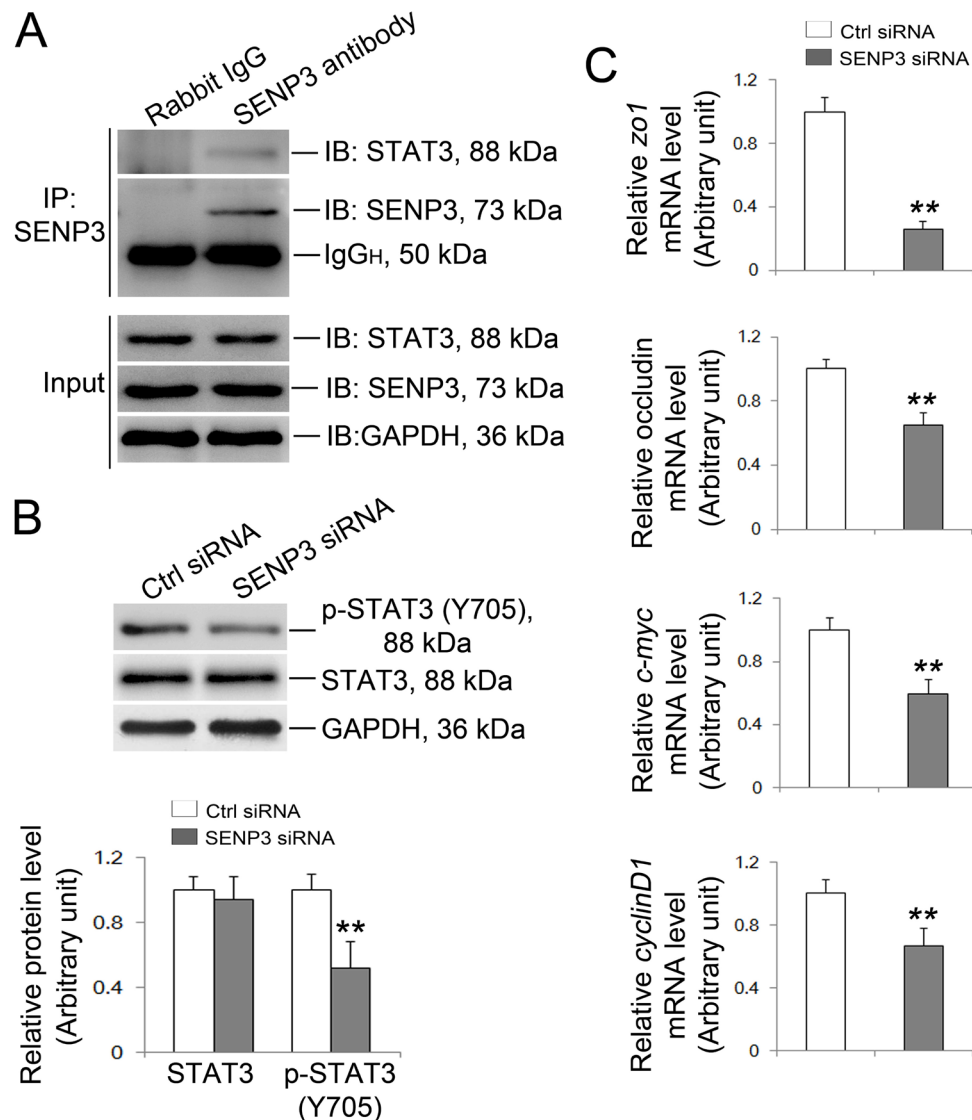 A
Rabbit IgG
SENP3 antibody
IP:
SENP3
IB: STAT3, 88 kDa
IB: SENP3, 73 kDa
IgGH, 50 kDa
Input
IB: STAT3, 88 kDa
IB: SENP3, 73 kDa
IB:GAPDH, 36 kDa
B
Ctrl siRNA
SENP3 siRNA
p-STAT3 (Y705),
88 kDa
STAT3, 88 kDa
GAPDH, 36 kDa
Ctrl siRNA
SENP3 siRNA
Relative protein level
(Arbitrary unit)
1.2
0.8
0.4
0
**
STAT3
p-STAT3
(Y705)
C
Ctrl siRNA
SENP3 siRNA
Relative zo1
mRNA level
(Arbitrary unit)
1.2
0.8
0.4
0
**
Relative occludin
mRNA level
(Arbitrary unit)
1.2
0.8
0.4
0
**
Relative c-myc
mRNA level
(Arbitrary unit)
1.2
0.8
0.4
0
**
Relative cyclinD1
mRNA level
(Arbitrary unit)
1.2
0.8
0.4
0
**